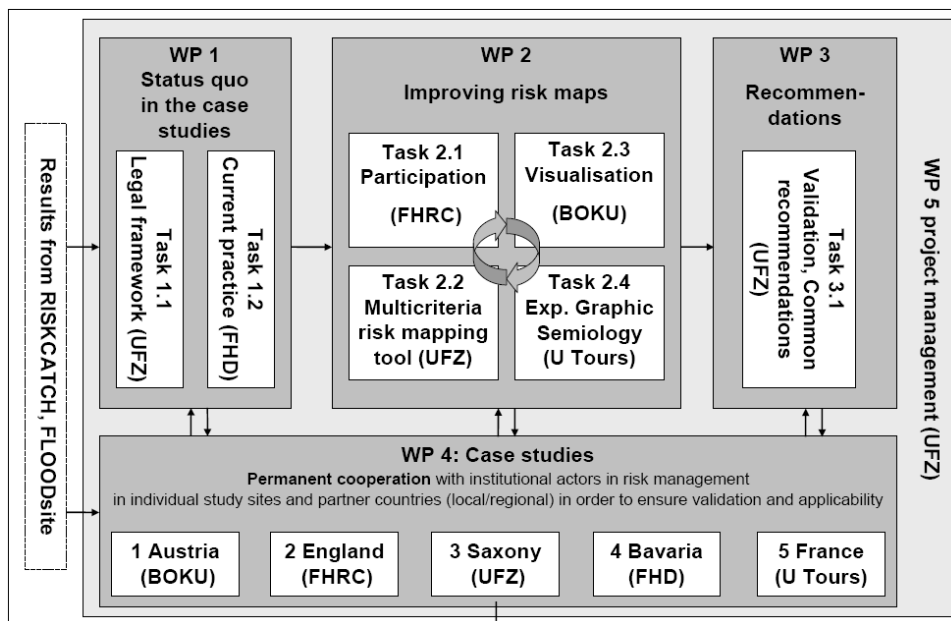 Results from RISKCATCH, FLOODsite
WP 1
Status quo
in the case
studies
Task 1.1
Legal framework (UFZ)
Task 1.2
Current practice (FHD)
WP 2
Improving risk maps
Task 2.1
Participation
(FHRC)
Task 2.3
Visualisation
(BOKU)
Task 2.2
Multicriteria
risk mapping
tool (UFZ)
Task 2.4
Exp. Graphic
Semiology
(U Tours)
WP 3
Recommen-
dations
Task 3.1
Validation, Common
recommendations
(UFZ)
WP 5 project management (UFZ)
WP 4: Case studies
Permanent cooperation with institutional actors in risk management
in individual study sites and partner countries (local/regional) in order to ensure validation and applicability
1 Austria
(BOKU)
2 England
(FHRC)
3 Saxony
(UFZ)
4 Bavaria
(FHD)
5 France
(U Tours)